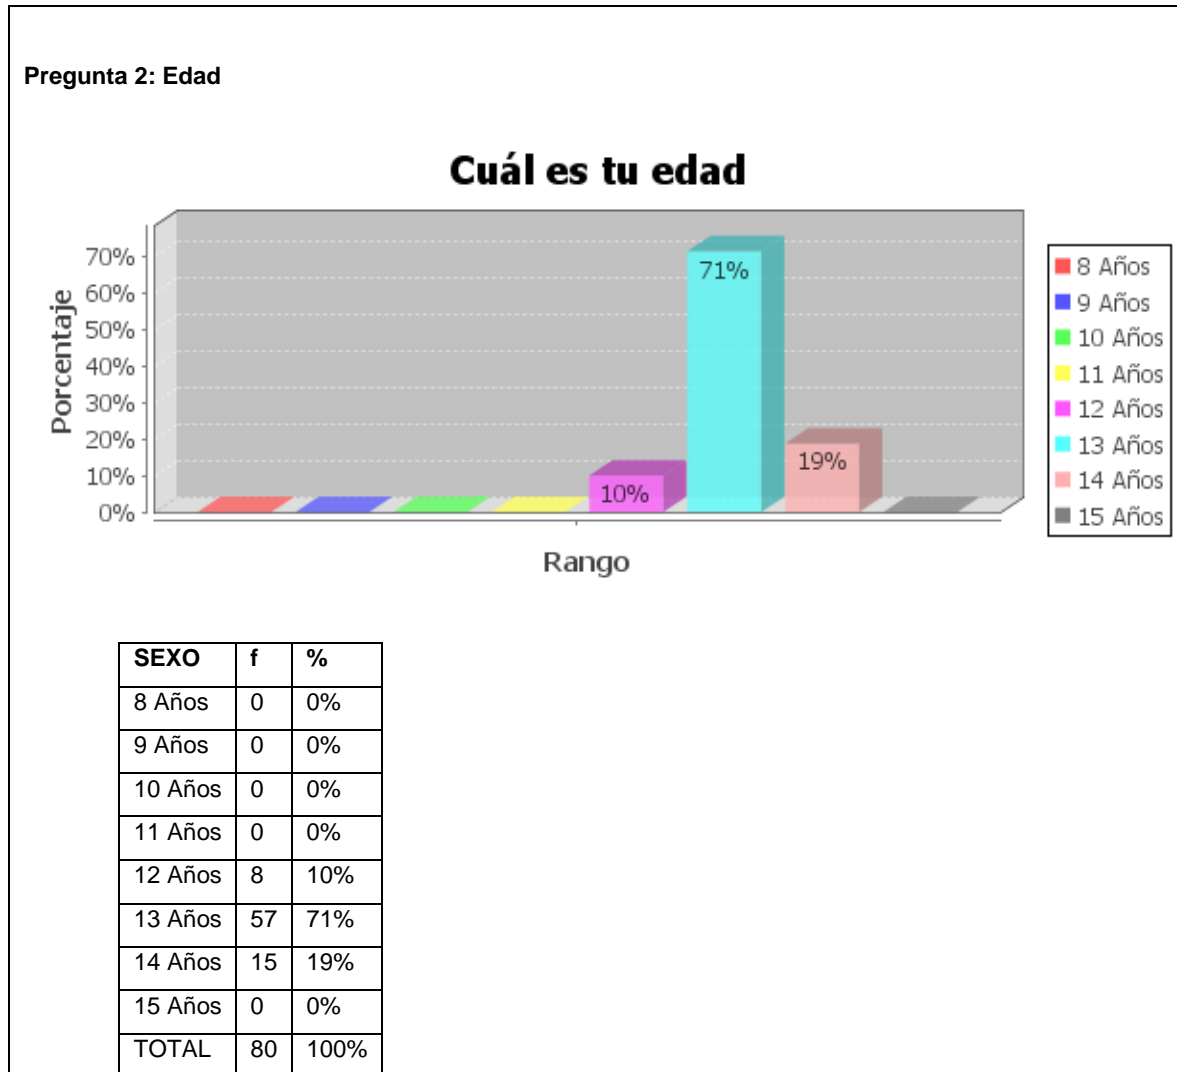 Pregunta 2: Edad
Cuál es tu edad
Porcentaje
70%
60%
50%
40%
30%
20%
10%
0%
10%
71%
19%
Rango
8 Años
9 Años
10 Años
11 Años
12 Años
13 Años
14 Años
15 Años
SEXO f %
8 Años 0 0%
9 Años 0 0%
10 Años 0 0%
11 Años 0 0%
12 Años 8 10%
13 Años 57 71%
14 Años 15 19%
15 Años 0 0%
TOTAL 80 100%